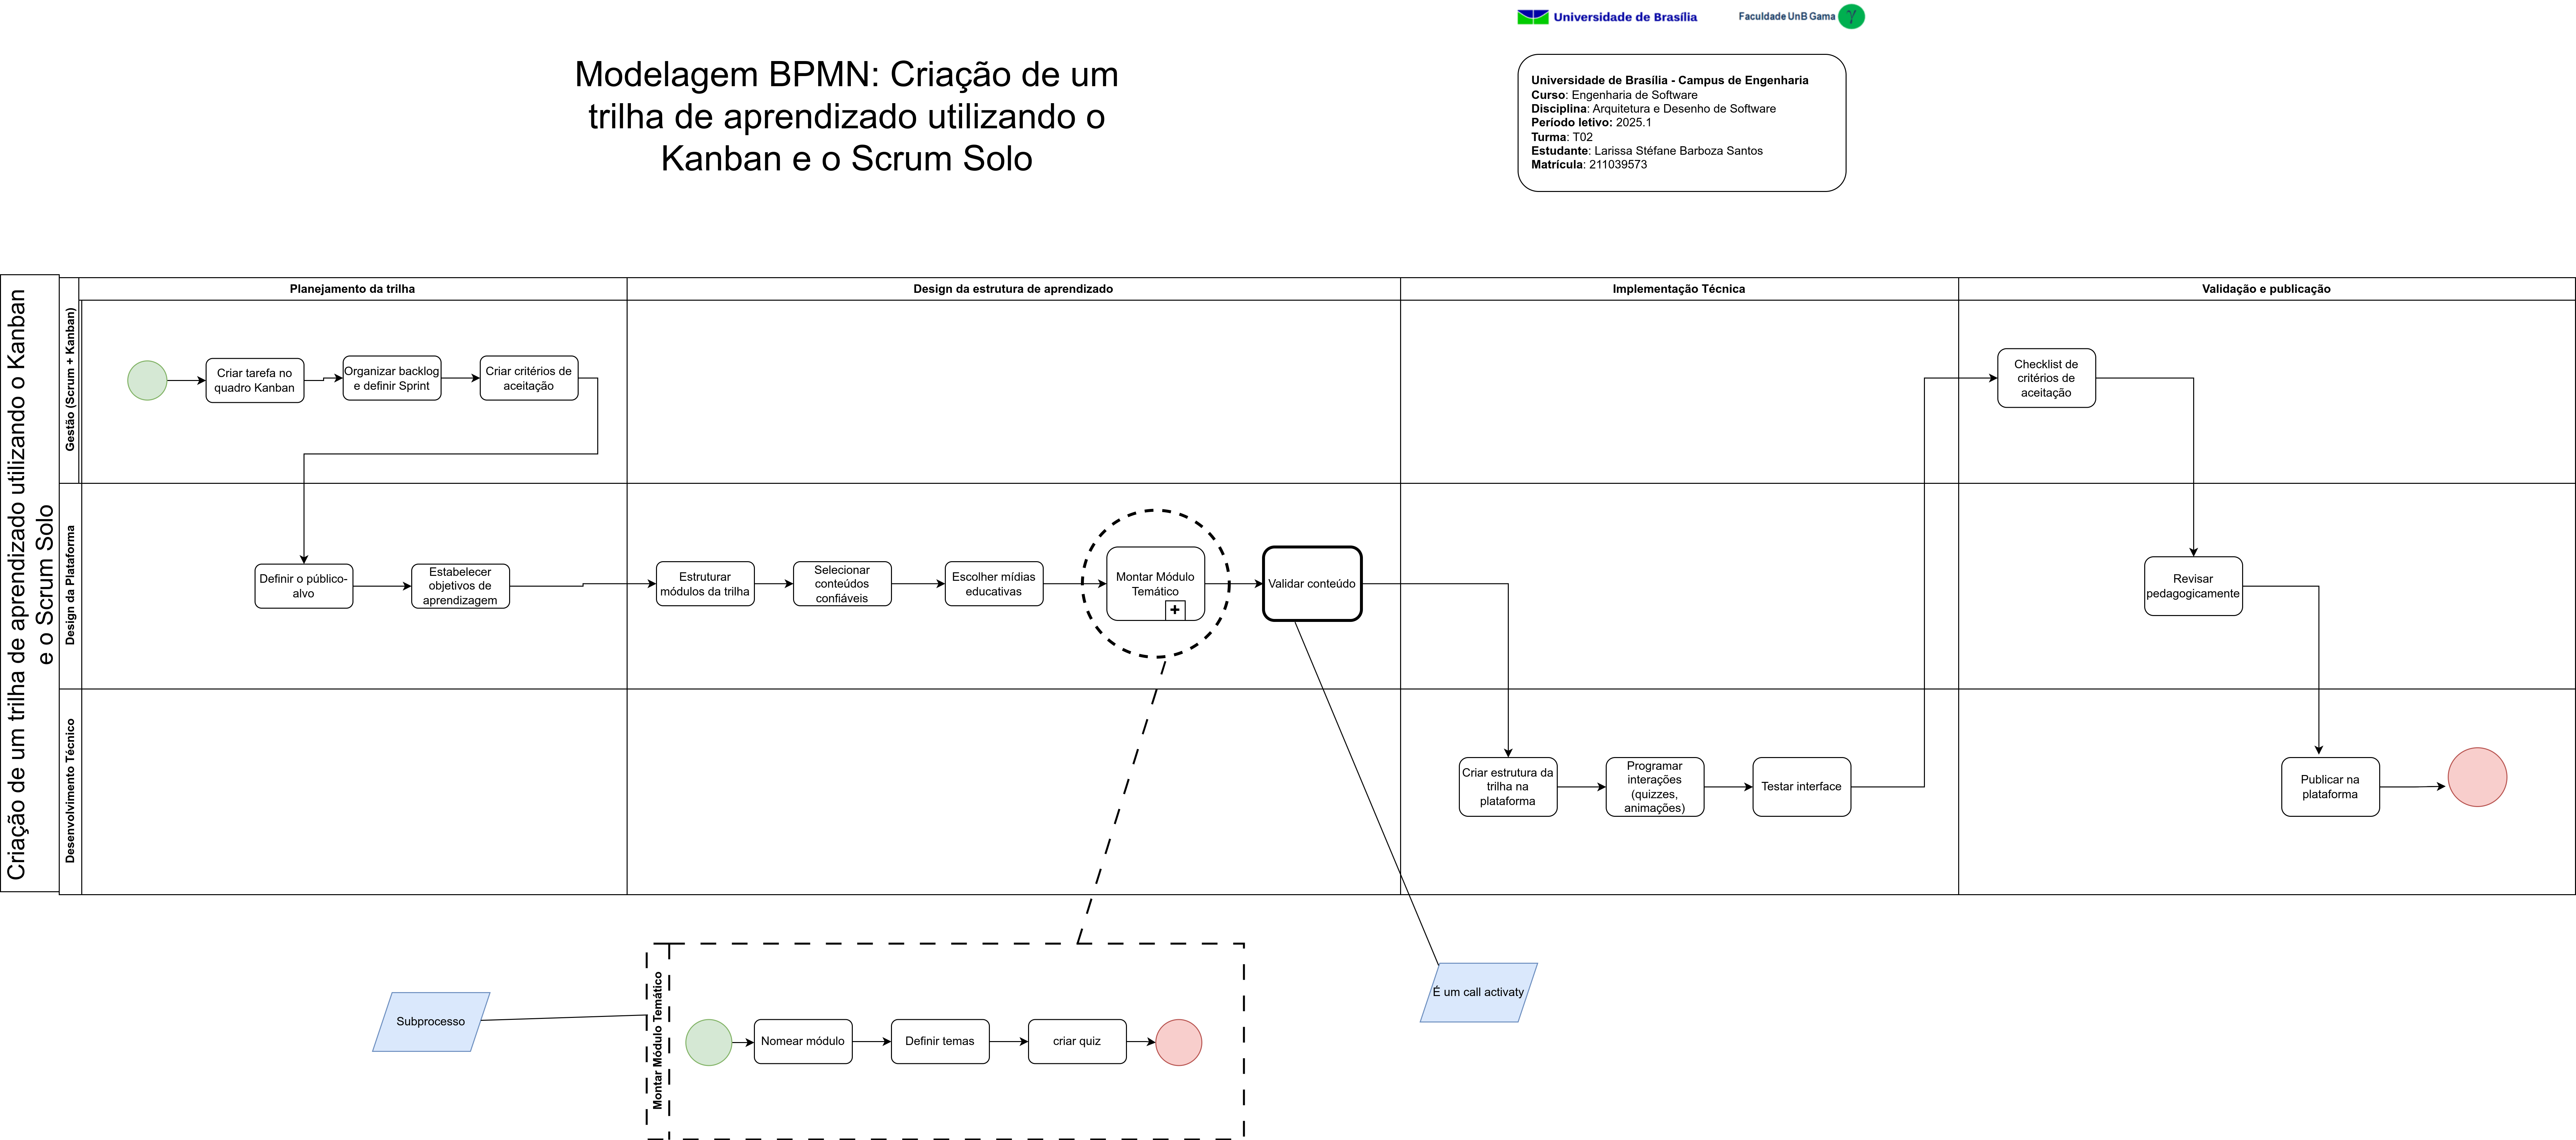 Universidade de Brasília
Faculdade UnB Gama
γ
Modelagem BPMN: Criação de um
trilha de aprendizado utilizando o
Kanban e o Scrum Solo
Universidade de Brasília - Campus de Engenharia
Curso: Engenharia de Software
Disciplina: Arquitetura e Desenho de Software
Período letivo: 2025.1
Turma: T02
Estudante: Larissa Stéfane Barboza Santos
Matrícula: 211039573
Criação de um trilha de aprendizado utilizando o Kanban
e o Scrum Solo
Planejamento da trilha
Design da estrutura de aprendizado
Implementação Técnica
Validação e publicação
Gestão (Scrum + Kanban)
Criar tarefa no
quadro Kanban
Organizar backlog
e definir Sprint
Criar critérios de
aceitação
Checklist de
critérios de
aceitação
Design da Plataforma
Definir o público-
alvo
Estabelecer
objetivos de
aprendizagem
Estruturar
módulos da trilha
Selecionar
conteúdos
confiáveis
Escolher mídias
educativas
Montar Módulo
Temático
+
Validar conteúdo
Revisar
pedagogicamente
Desenvolvimento Técnico
Criar estrutura da
trilha na
plataforma
Programar
interações
(quizzes,
animações)
Testar interface
Publicar na
plataforma
Subprocesso
Montar Módulo Temático
Nomear módulo
Definir temas
criar quiz
É um call activaty